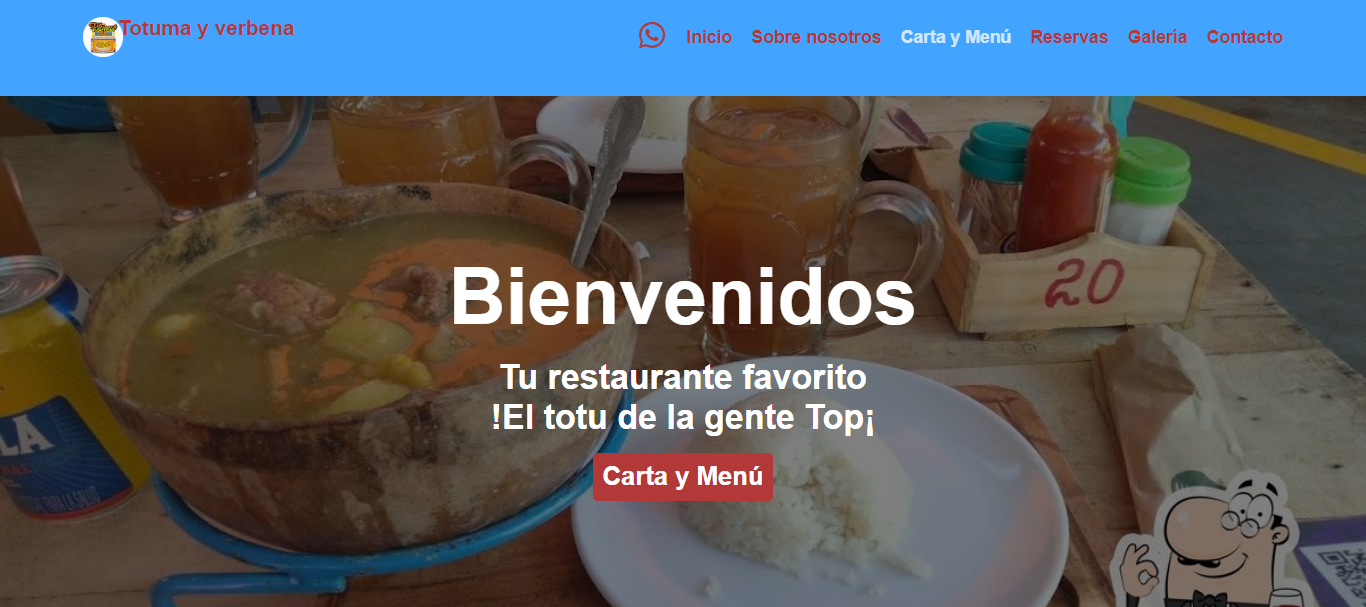 Totuma y verbena
Inicio Sobre nosotros Carta y Menú Reservas Galería Contacto
Bienvenidos
Tu restaurante favorito
!El totu de la gente Top¡
Carta y Menú
20
LA